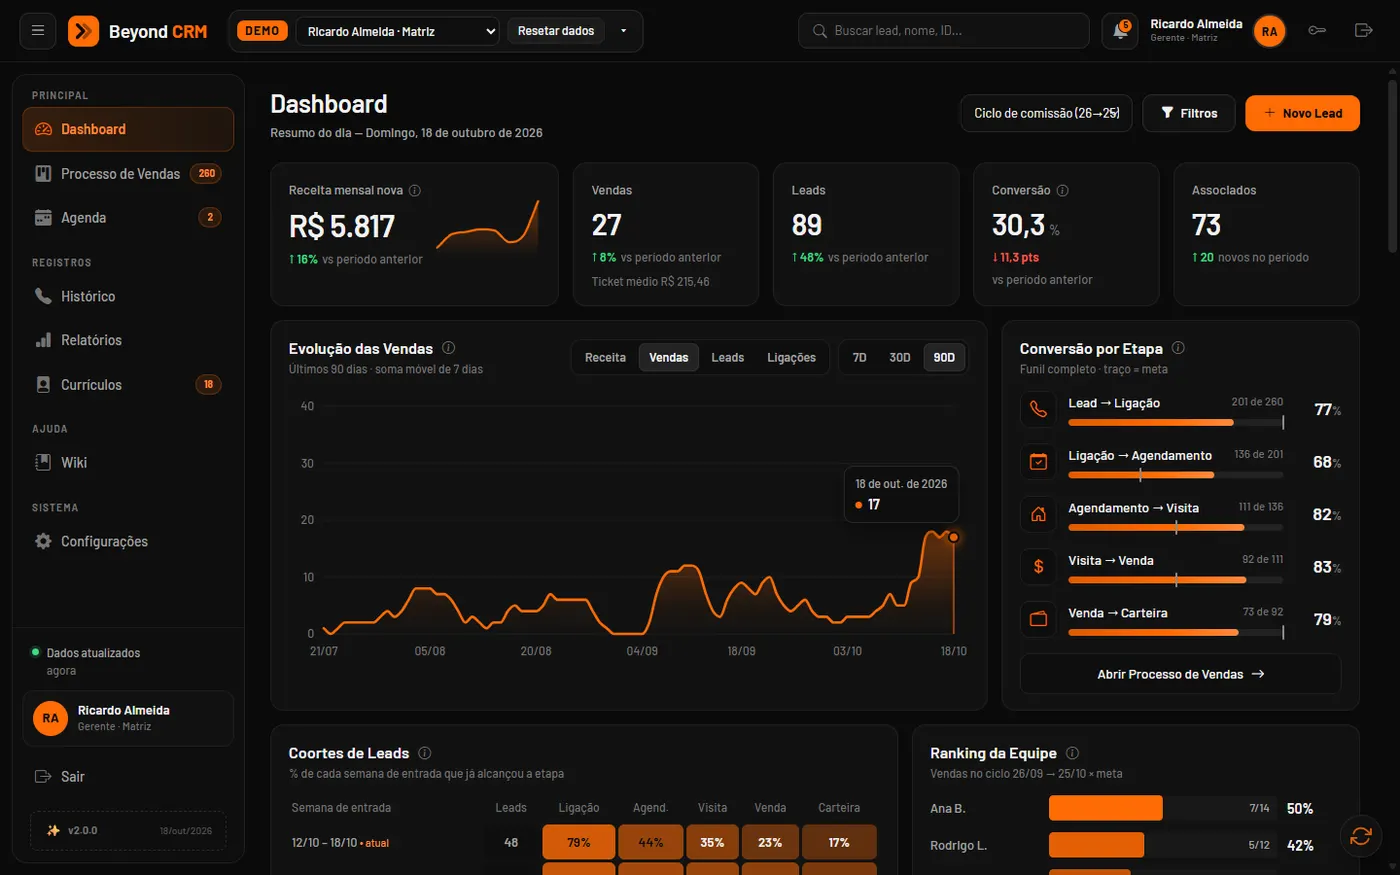 Beyond CRM
DEMO
Ricardo Almeida · Matriz
Resetar dados
Buscar lead, nome, ID...
5
Ricardo Almeida
Gerente · Matriz
RA
PRINCIPAL
Dashboard
Processo de Vendas 260
Agenda 2
REGISTROS
Histórico
Relatórios
Currículos 18
AJUDA
Wiki
SISTEMA
Configurações
Dados atualizados
agora
RA
Ricardo Almeida
Gerente · Matriz
Sair
v2.0.0 18/out/2026
Dashboard
Resumo do dia — Domingo, 18 de outubro de 2026
Ciclo de comissão (26→25)
Filtros
+ Novo Lead
Receita mensal nova
R$ 5.817
↑16% vs período anterior
Vendas
27
↑8% vs período anterior
Ticket médio R$ 215,46
Leads
89
↑48% vs período anterior
Conversão
30,3 %
↓11,3 pts
vs período anterior
Associados
73
↑20 novos no período
Evolução das Vendas
Últimos 90 dias · soma móvel de 7 dias
Receita Vendas Leads Ligações
7D 30D 90D
40
30
20
10
0
18 de out. de 2026
17
21/07 05/08 20/08 04/09 18/09 03/10 18/10
Conversão por Etapa
Funil completo · traço = meta
Lead → Ligação 201 de 260 77%
Ligação → Agendamento 136 de 201 68%
Agendamento → Visita 111 de 136 82%
Visita → Venda 92 de 111 83%
Venda → Carteira 73 de 92 79%
Abrir Processo de Vendas →
Coortes de Leads
% de cada semana de entrada que já alcançou a etapa
Semana de entrada Leads Ligação Agend. Visita Venda Carteira
12/10 – 18/10 • atual 48 79% 44% 35% 23% 17%
Ranking da Equipe
Vendas no ciclo 26/09 → 25/10 × meta
Ana B. 7/14 50%
Rodrigo L. 5/12 42%